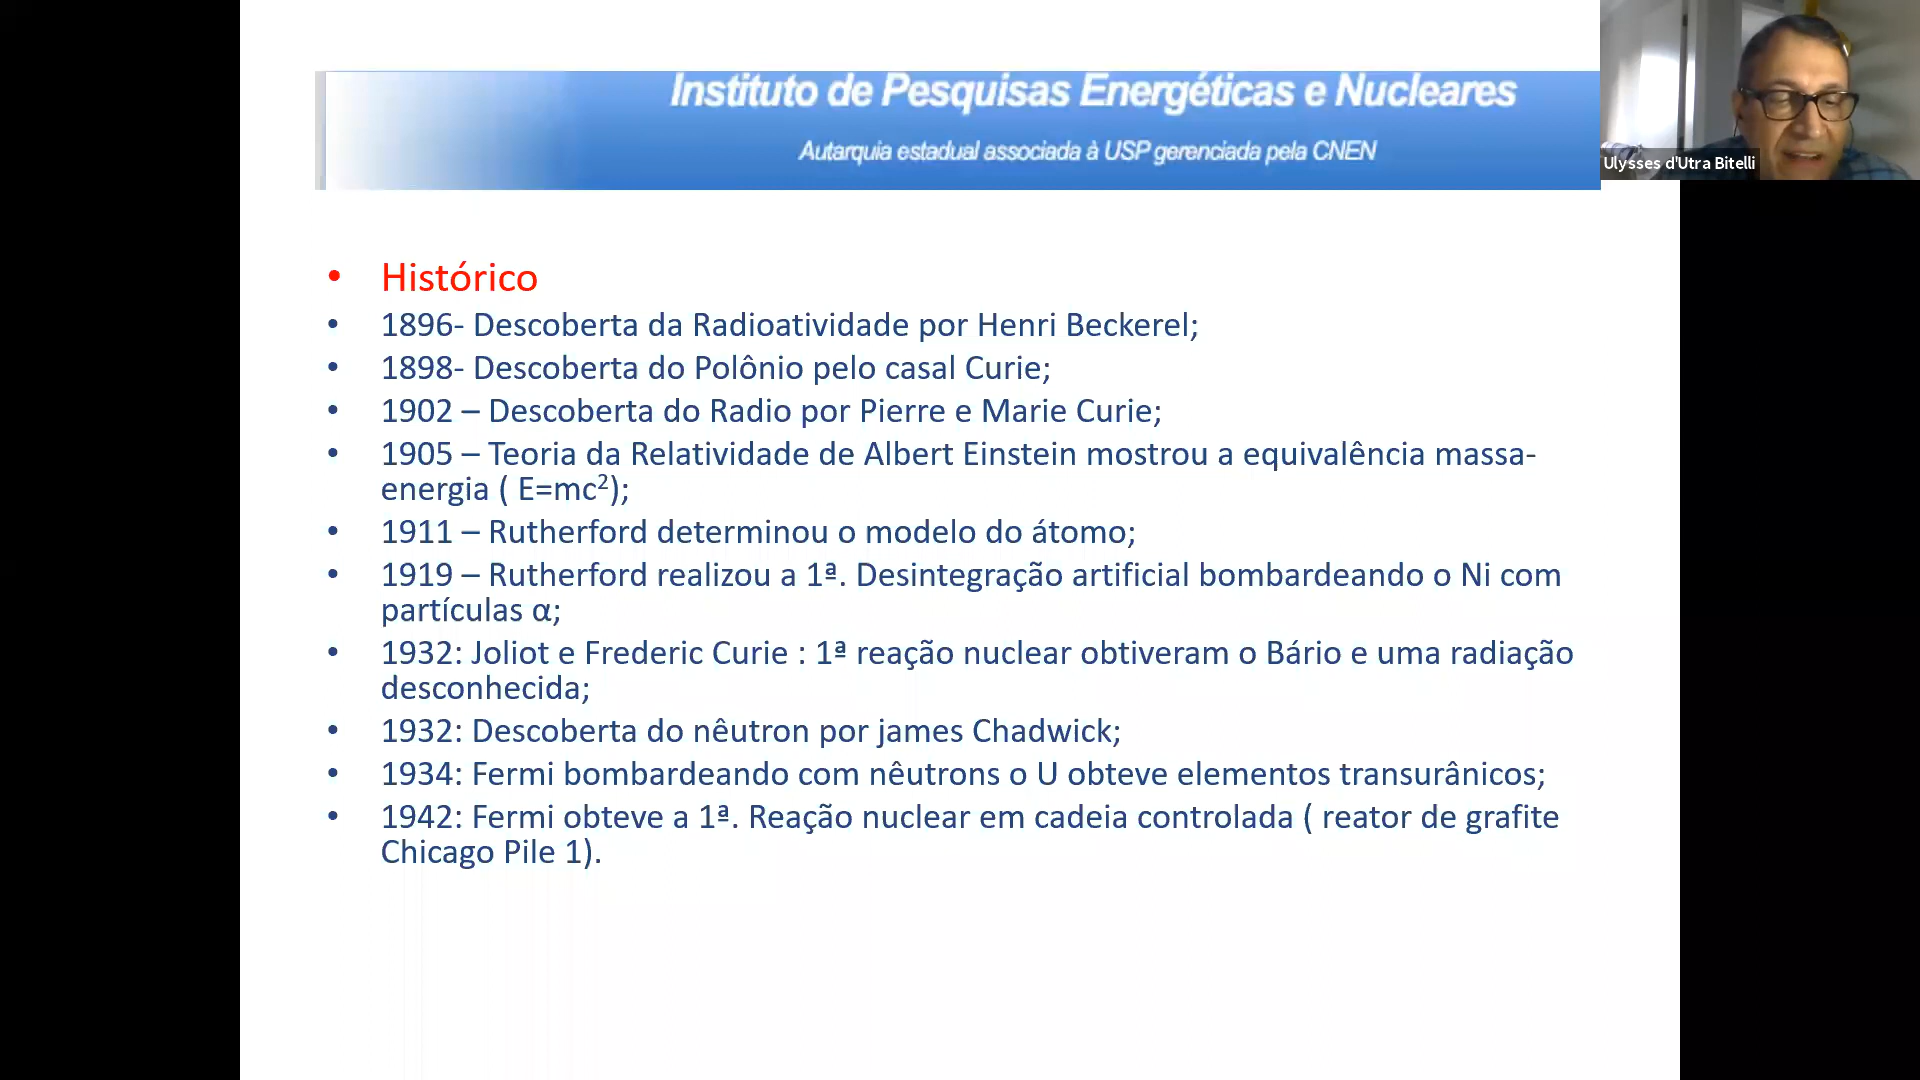 Instituto de Pesquisas Energéticas e Nucleares
Autarquia estadual associada à USP gerenciada pela CNEN
Ulysses d'Utra Bitelli
• Histórico
• 1896- Descoberta da Radioatividade por Henri Beckerel;
• 1898- Descoberta do Polônio pelo casal Curie;
• 1902 – Descoberta do Radio por Pierre e Marie Curie;
• 1905 – Teoria da Relatividade de Albert Einstein mostrou a equivalência massa-
energia ( E=mc²);
• 1911 – Rutherford determinou o modelo do átomo;
• 1919 – Rutherford realizou a 1ª. Desintegração artificial bombardeando o Ni com
partículas α;
• 1932: Joliot e Frederic Curie : 1ª reação nuclear obtiveram o Bário e uma radiação
desconhecida;
• 1932: Descoberta do nêutron por james Chadwick;
• 1934: Fermi bombardeando com nêutrons o U obteve elementos transurânicos;
• 1942: Fermi obteve a 1ª. Reação nuclear em cadeia controlada ( reator de grafite
Chicago Pile 1).